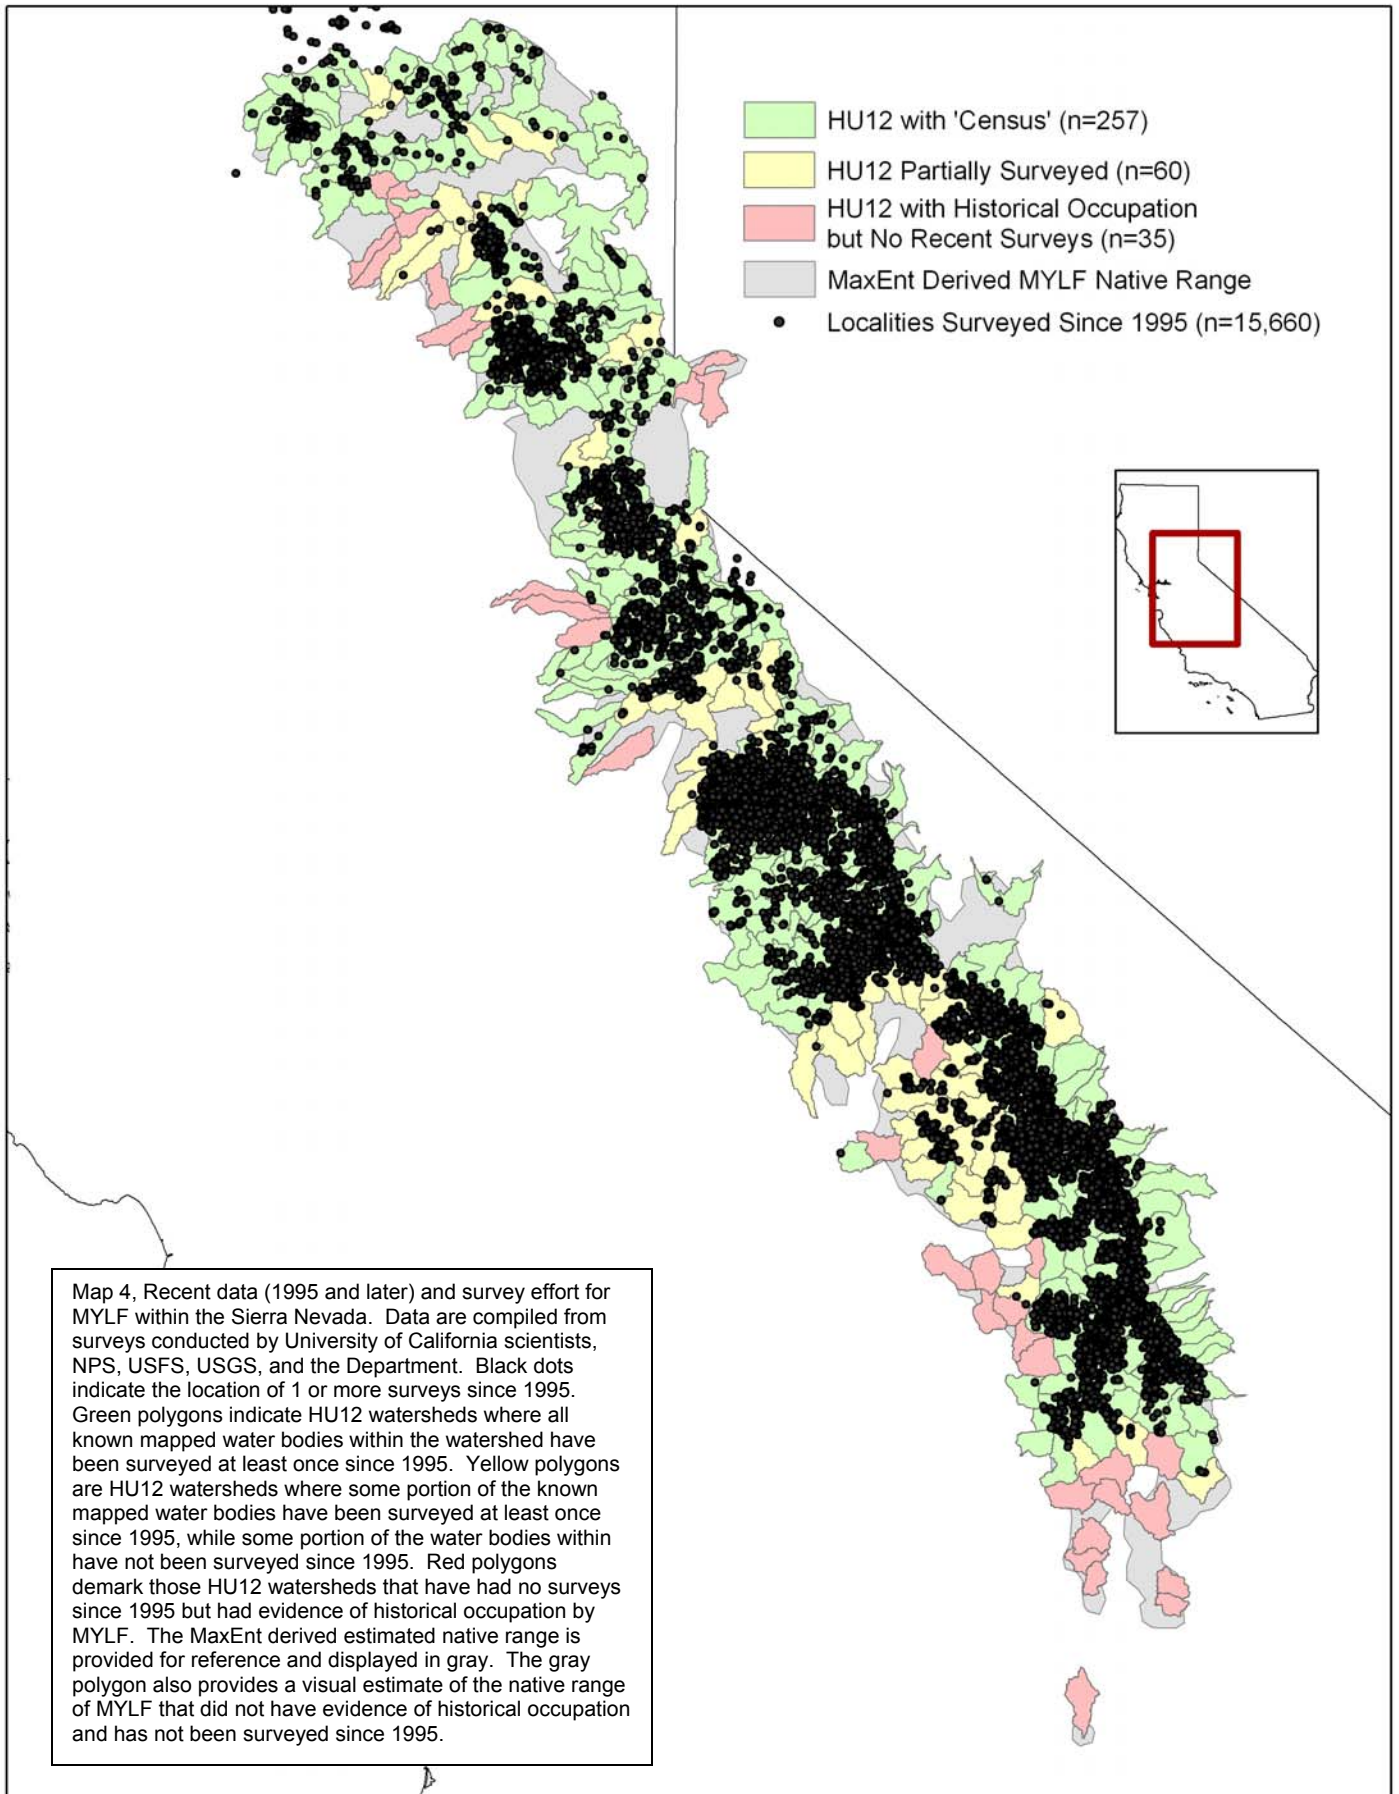 HU12 with 'Census' (n=257)
HU12 Partially Surveyed (n=60)
HU12 with Historical Occupation
but No Recent Surveys (n=35)
MaxEnt Derived MYLF Native Range
Localities Surveyed Since 1995 (n=15,660)
Map 4, Recent data (1995 and later) and survey effort for
MYLF within the Sierra Nevada.  Data are compiled from
surveys conducted by University of California scientists,
NPS, USFS, USGS, and the Department.  Black dots
indicate the location of 1 or more surveys since 1995.
Green polygons indicate HU12 watersheds where all
known mapped water bodies within the watershed have
been surveyed at least once since 1995.  Yellow polygons
are HU12 watersheds where some portion of the known
mapped water bodies have been surveyed at least once
since 1995, while some portion of the water bodies within
have not been surveyed since 1995.  Red polygons
demark those HU12 watersheds that have had no surveys
since 1995 but had evidence of historical occupation by
MYLF.  The MaxEnt derived estimated native range is
provided for reference and displayed in gray.  The gray
polygon also provides a visual estimate of the native range
of MYLF that did not have evidence of historical occupation
and has not been surveyed since 1995.